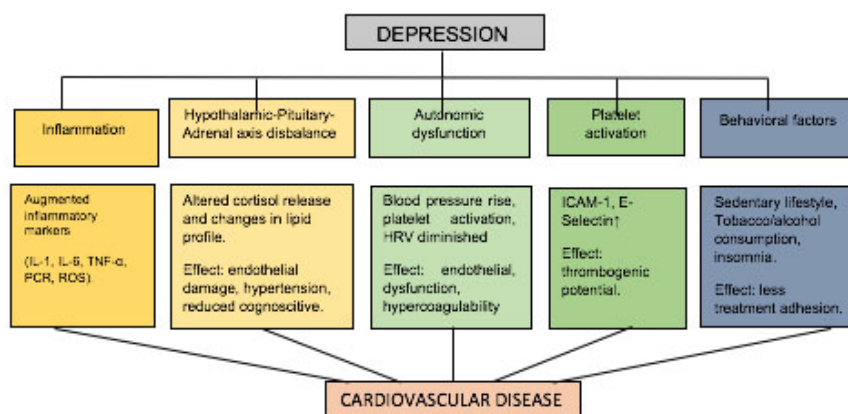 DEPRESSION
Inflammation
Hypothalamic-Pituitary-
Adrenal axis disbalance
Autonomic
dysfunction
Platelet
activation
Behavioral factors
Augmented
inflammatory
markers
(IL-1, IL-6, TNF-α,
PCR, ROS).
Altered cortisol release
and changes in lipid
profile.
Effect: endothelial
damage, hypertension,
reduced cognoscitive.
Blood pressure rise,
platelet activation,
HRV diminished
Effect: endothelial,
dysfunction,
hypercoagulability
ICAM-1, E-
Selectin↑
Effect:
thrombogenic
potential.
Sedentary lifestyle,
Tobacco/alcohol
consumption,
insomnia.
Effect: less
treatment adhesion.
CARDIOVASCULAR DISEASE